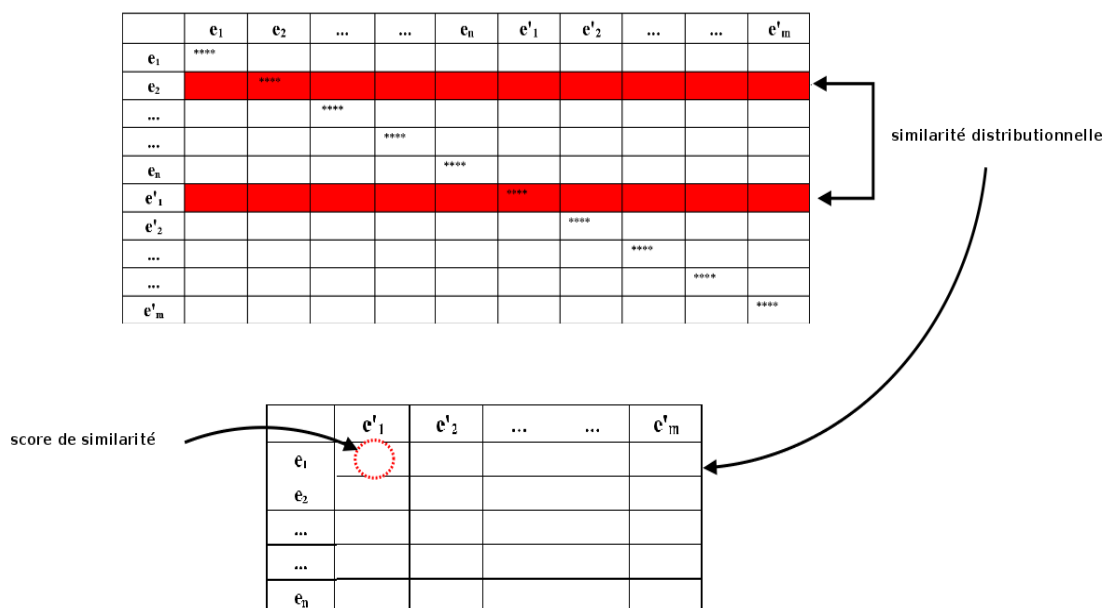 e₁ e₂ ... ... eₙ e'₁ e'₂ ... ... e'ₘ
e₁ ****
e₂ ****
... ****
... ****
eₙ ****
e'₁ ****
e'₂ ****
... ****
... ****
e'ₘ ****
similarité distributionnelle
e'₁ e'₂ ... ... e'ₘ
score de similarité
e₁
e₂
...
...
eₙ